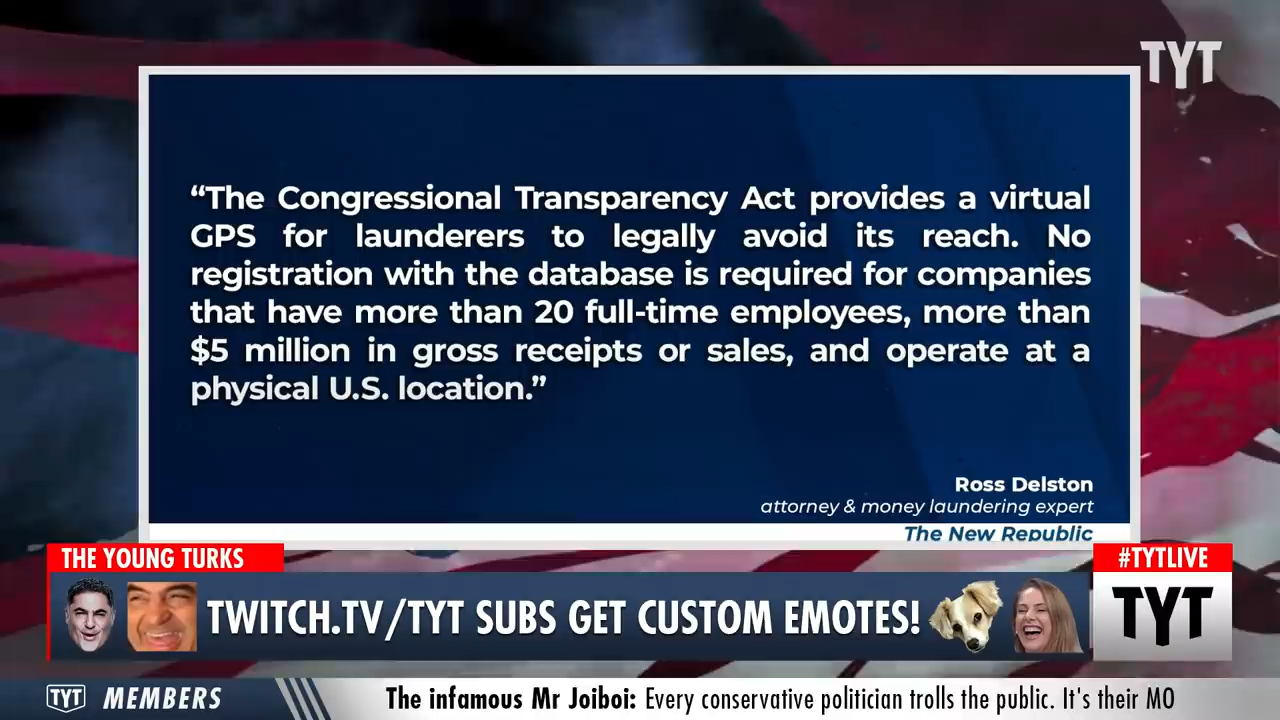 TYT
“The Congressional Transparency Act provides a virtual
GPS for launderers to legally avoid its reach. No
registration with the database is required for companies
that have more than 20 full-time employees, more than
$5 million in gross receipts or sales, and operate at a
physical U.S. location.”
Ross Delston
attorney & money laundering expert
The New Republic
THE YOUNG TURKS
#TYTLIVE
TWITCH.TV/TYT SUBS GET CUSTOM EMOTES!
TYT
TYT MEMBERS
The infamous Mr Joiboi: Every conservative politician trolls the public. It's their MO